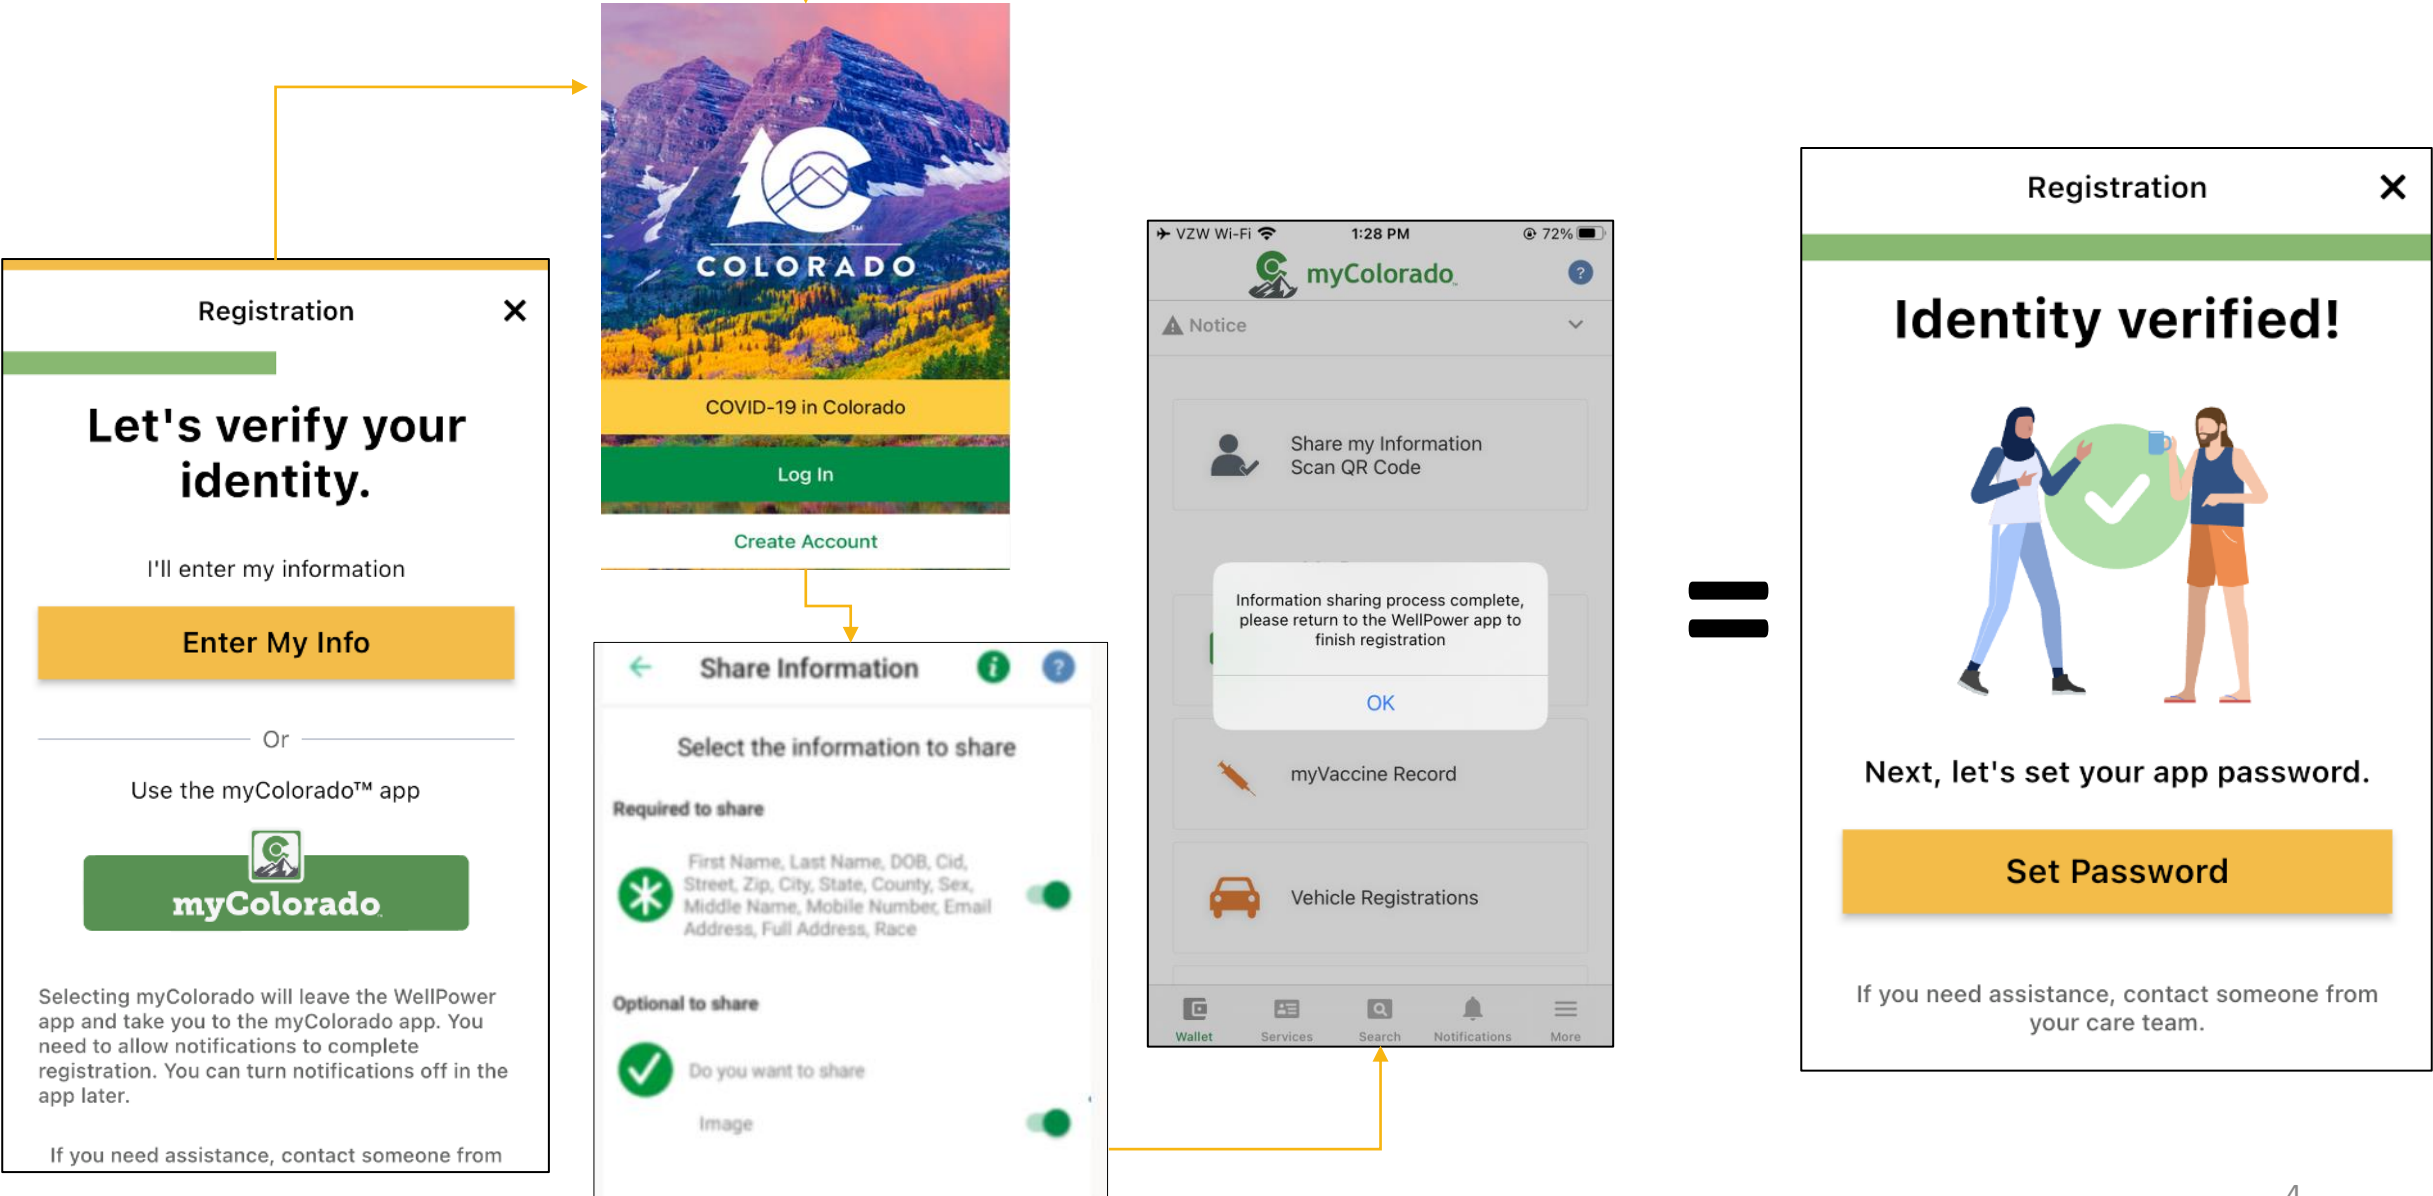 Registration
Let's verify your
identity.
I'll enter my information
Enter My Info
Or
Use the myColorado™ app
myColorado
Selecting myColorado will leave the WellPower
app and take you to the myColorado app. You
need to allow notifications to complete
registration. You can turn notifications off in the
app later.
If you need assistance, contact someone from
COLORADO
COVID-19 in Colorado
Log In
Create Account
Share Information
Select the information to share
Required to share
First Name, Last Name, DOB, Cid,
Street, Zip, City, State, County, Sex,
Middle Name, Mobile Number, Email
Address, Full Address, Race
Optional to share
Do you want to share
Image
VZW Wi-Fi 1:28 PM 72%
myColorado
Notice
Share my Information
Scan QR Code
Information sharing process complete,
please return to the WellPower app to
finish registration
OK
myVaccine Record
Vehicle Registrations
Wallet Services Search Notifications More
Registration
Identity verified!
Next, let's set your app password.
Set Password
If you need assistance, contact someone from
your care team.
4